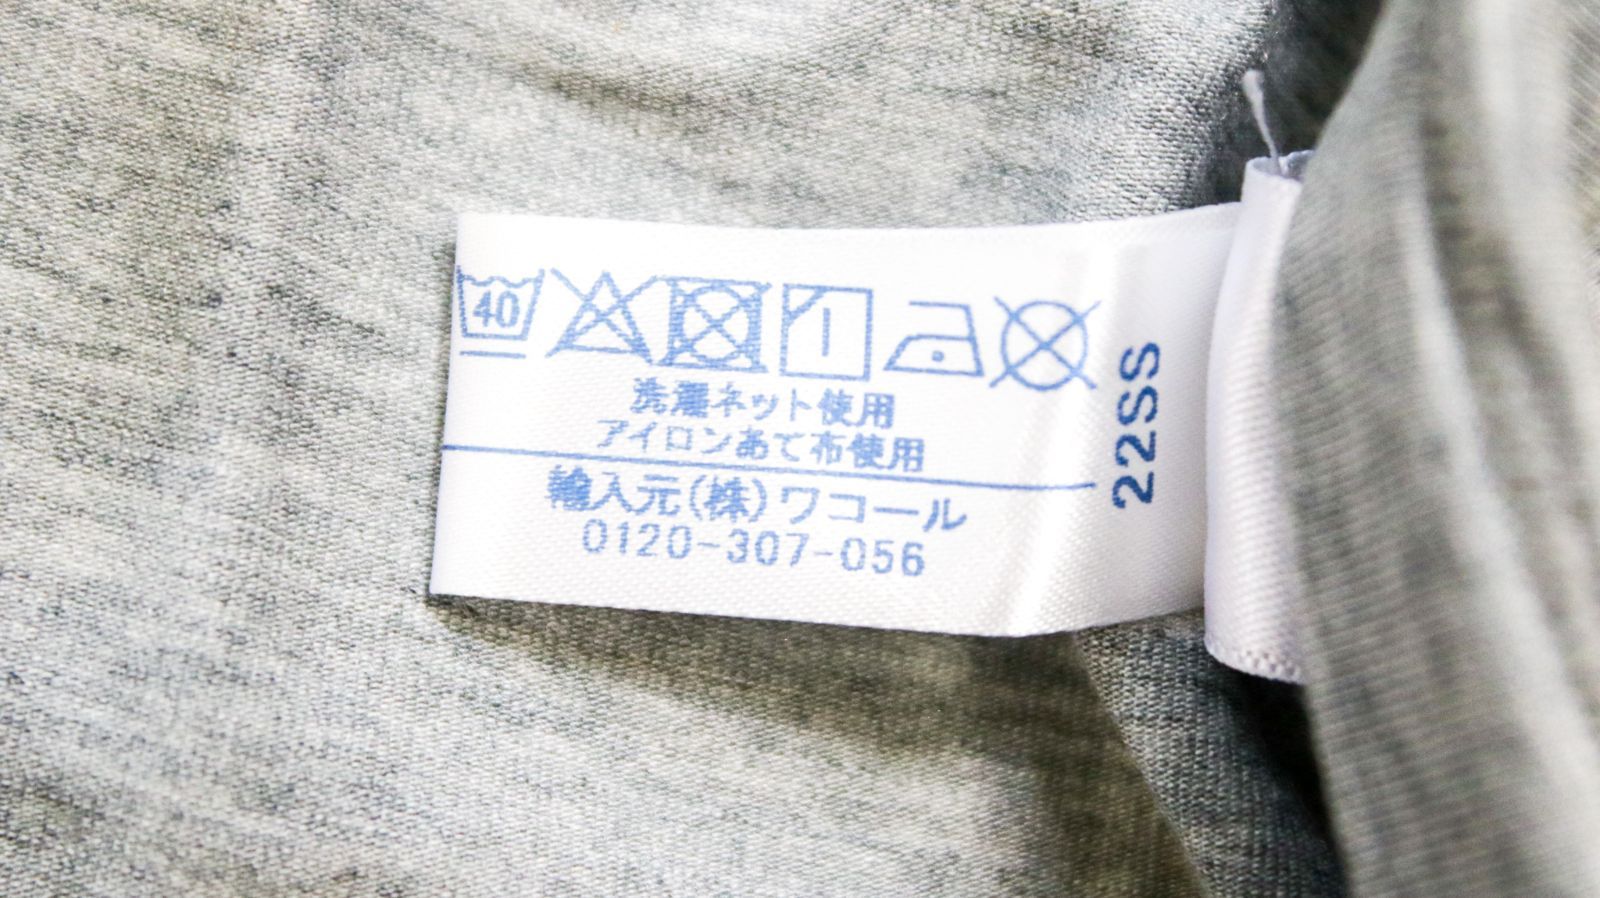 40
洗濯ネット使用
アイロンあて布使用
輸入元(株)ワコール
0120-307-056
22SS